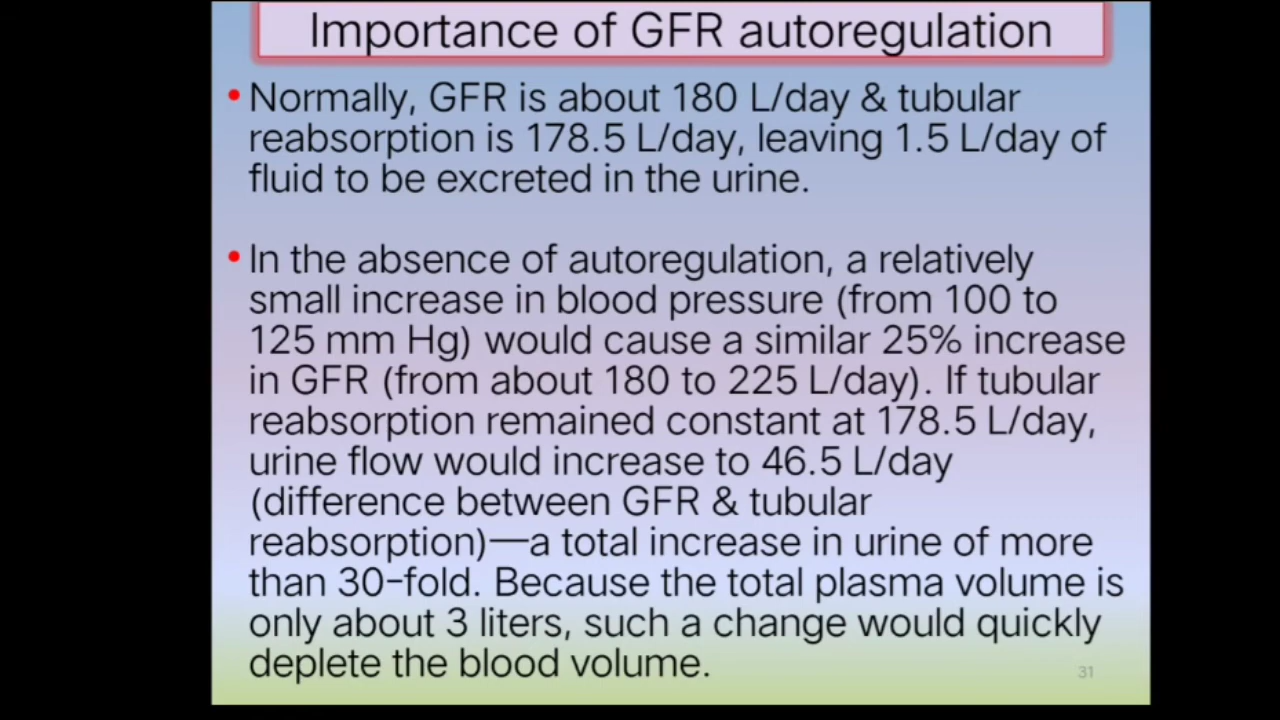 Importance of GFR autoregulation
• Normally, GFR is about 180 L/day & tubular
reabsorption is 178.5 L/day, leaving 1.5 L/day of
fluid to be excreted in the urine.
• In the absence of autoregulation, a relatively
small increase in blood pressure (from 100 to
125 mm Hg) would cause a similar 25% increase
in GFR (from about 180 to 225 L/day). If tubular
reabsorption remained constant at 178.5 L/day,
urine flow would increase to 46.5 L/day
(difference between GFR & tubular
reabsorption)—a total increase in urine of more
than 30-fold. Because the total plasma volume is
only about 3 liters, such a change would quickly
deplete the blood volume.
31